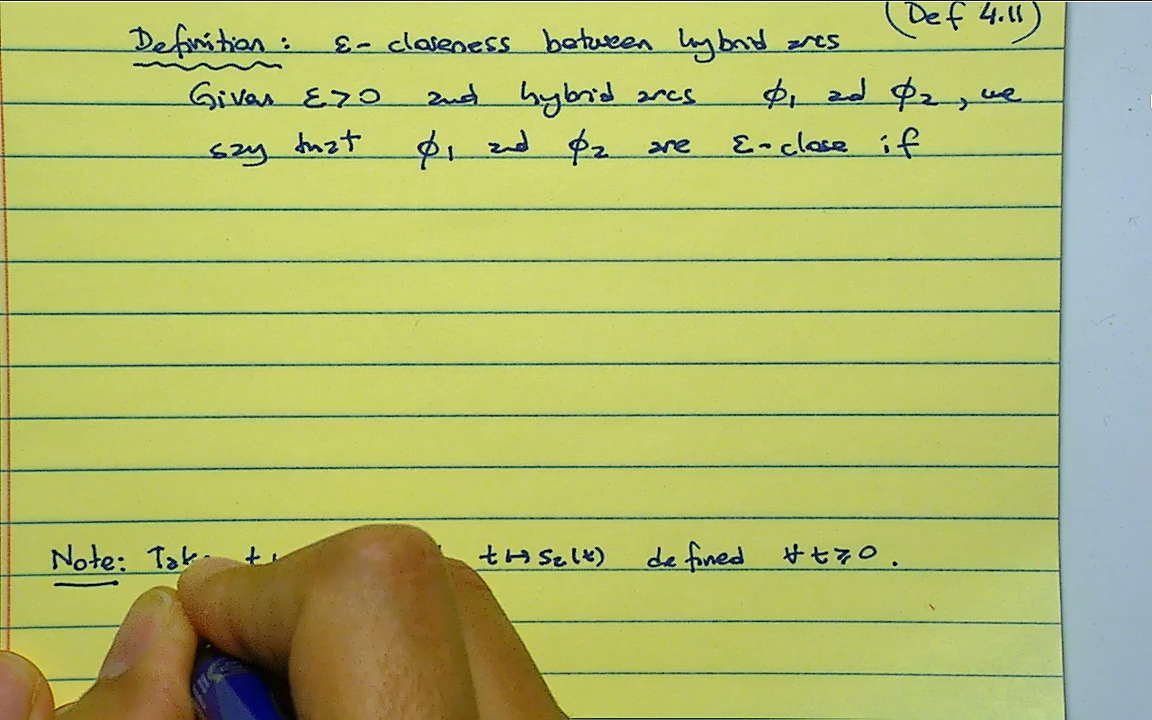 (Def 4.11)
Definition: ε-closeness between hybrid arcs
Given ε>0 and hybrid arcs ϕ₁ ad ϕ₂, we
say that ϕ₁ and ϕ₂ are ε-close if
Note: t ↦ s₂(t) defined ∀ t ≥ 0.